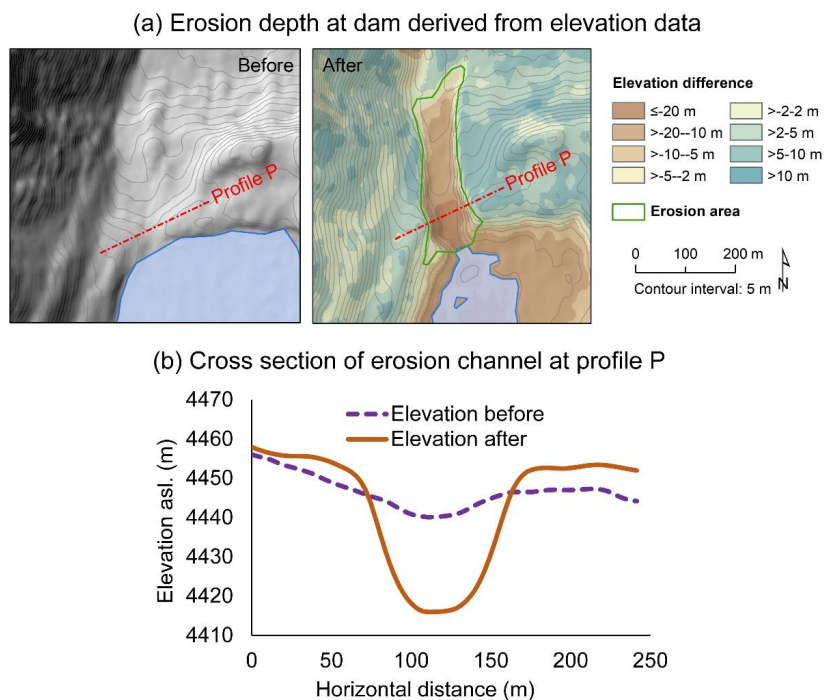 (a) Erosion depth at dam derived from elevation data
Before
After
Profile P
Profile P
Elevation difference
≤-20 m
>-2-2 m
>-20--10 m
>2-5 m
>-10--5 m
>5-10 m
>-5--2 m
>10 m
Erosion area
0 100 200 m
Contour interval: 5 m
N
(b) Cross section of erosion channel at profile P
4470
4460
4450
4440
4430
4420
4410
Elevation asl. (m)
Elevation before
Elevation after
0 50 100 150 200 250
Horizontal distance (m)